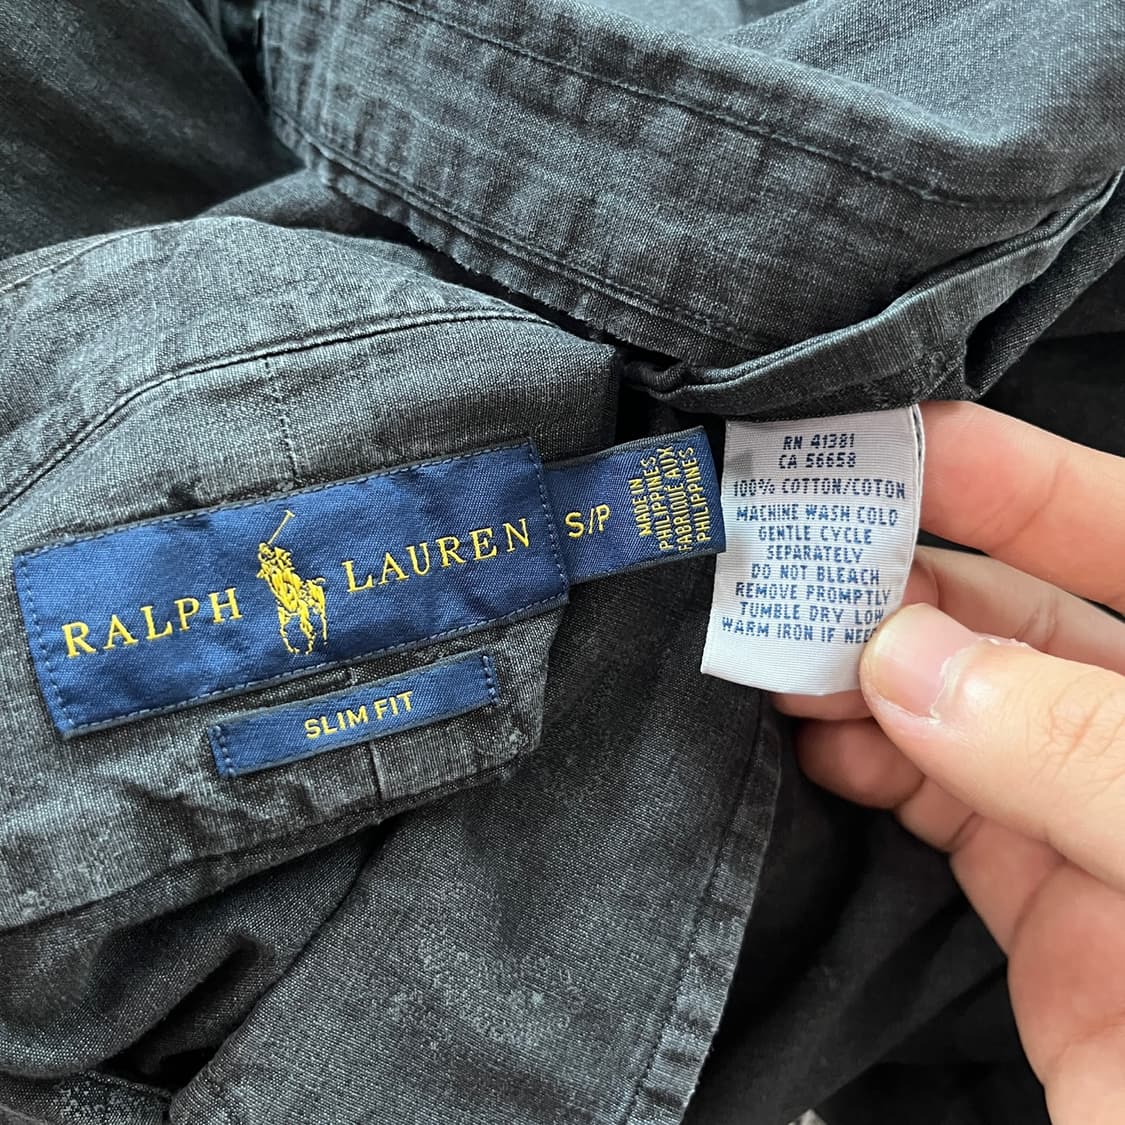 RALPH LAUREN
SLIM FIT
S/P
MADE IN
PHILIPPINES
FABRIQUÉ AUX
PHILIPPINES
RN 41381
CA 56658
100% COTTON/COTON
MACHINE WASH COLD
GENTLE CYCLE
SEPARATELY
DO NOT BLEACH
REMOVE PROMPTLY
TUMBLE DRY LOW
WARM IRON IF